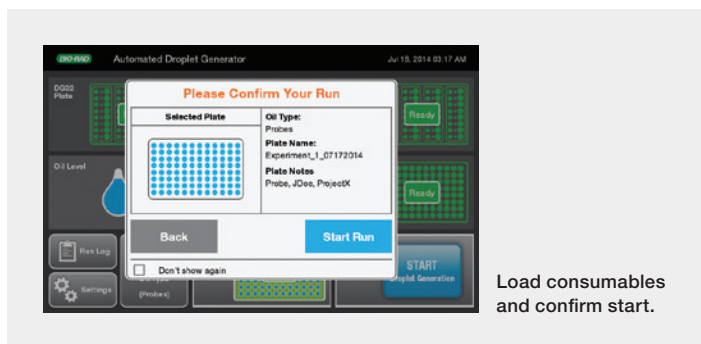 BIO-RAD Automated Droplet Generator Jul 18, 2014 03:17 AM
DG32
Plate
Please Confirm Your Run
Selected Plate
Oil Type:
Probes
Plate Name:
Experiment_1_07172014
Plate Notes
Probe, JDoe, ProjectX
Ready
Oil Level
Ready
Back Start Run
Don't show again
Run Log
Settings
(Probes)
START
Droplet Generation
Load consumables
and confirm start.